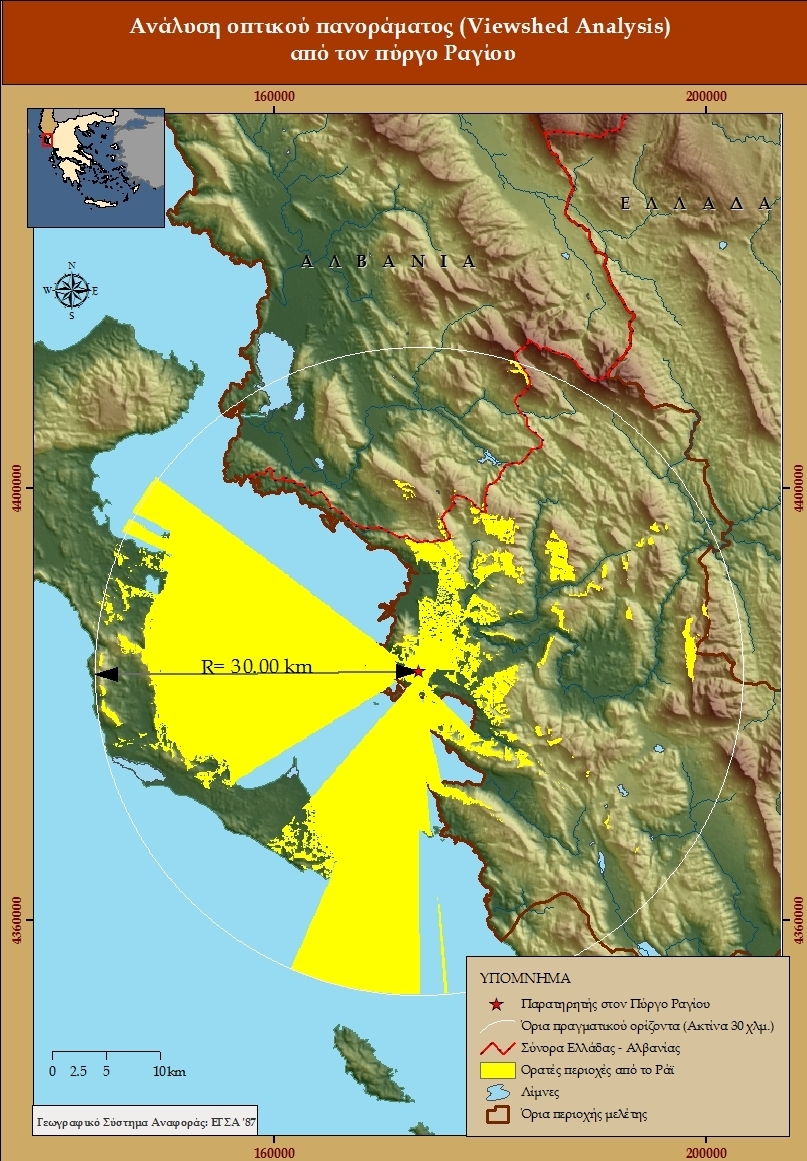 Ανάλυση οπτικού πανοράματος (Viewshed Analysis)
από τον πύργο Ραγίου
160000
200000
Ε Λ Λ Α Δ Α
Α Λ Β Α Ν Ι Α
N
W
E
S
4400000
4400000
R= 30.00 km
4360000
4360000
ΥΠΟΜΝΗΜΑ
Παρατηρητής στον Πύργο Ραγίου
Όρια πραγματικού ορίζοντα (Ακτίνα 30 χλμ.)
Σύνορα Ελλάδας - Αλβανίας
Ορατές περιοχές από το Ράϊ
Λίμνες
Όρια περιοχής μελέτης
0 2.5 5 10 km
Γεωγραφικό Σύστημα Αναφοράς: ΕΓΣΑ '87
160000
200000